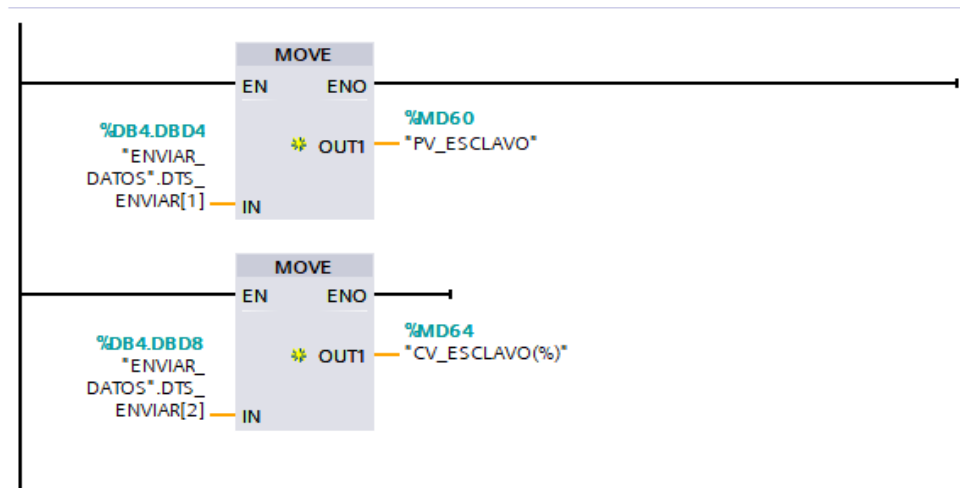 MOVE
EN ENO
%DB4.DBD4
"ENVIAR_
DATOS".DTS_
ENVIAR[1]
IN
OUT1
%MD60
"PV_ESCLAVO"
MOVE
EN ENO
%DB4.DBD8
"ENVIAR_
DATOS".DTS_
ENVIAR[2]
IN
OUT1
%MD64
"CV_ESCLAVO(%)"